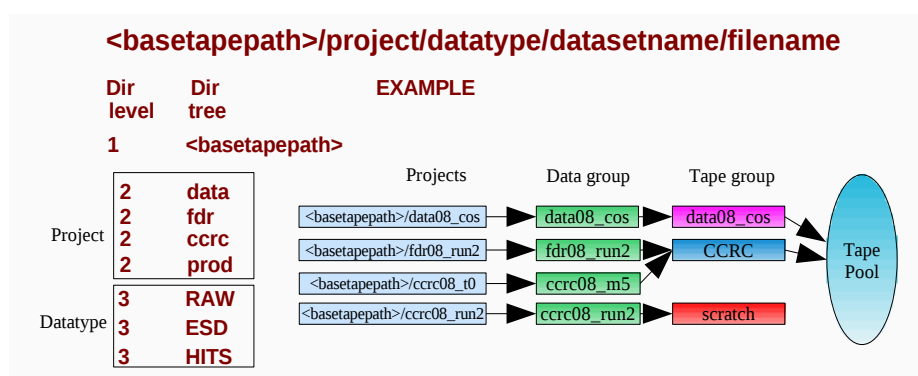 <basetapepath>/project/datatype/datasetname/filename
Dir level
Dir tree
EXAMPLE
1 <basetapepath>
Project
2 data
2 fdr
2 ccrc
2 prod
Datatype
3 RAW
3 ESD
3 HITS
Projects Data group Tape group
<basetapepath>/data08_cos data08_cos data08_cos
<basetapepath>/fdr08_run2 fdr08_run2 CCRC
<basetapepath>/ccrc08_t0 ccrc08_m5
<basetapepath>/ccrc08_run2 ccrc08_run2 scratch
Tape
Pool